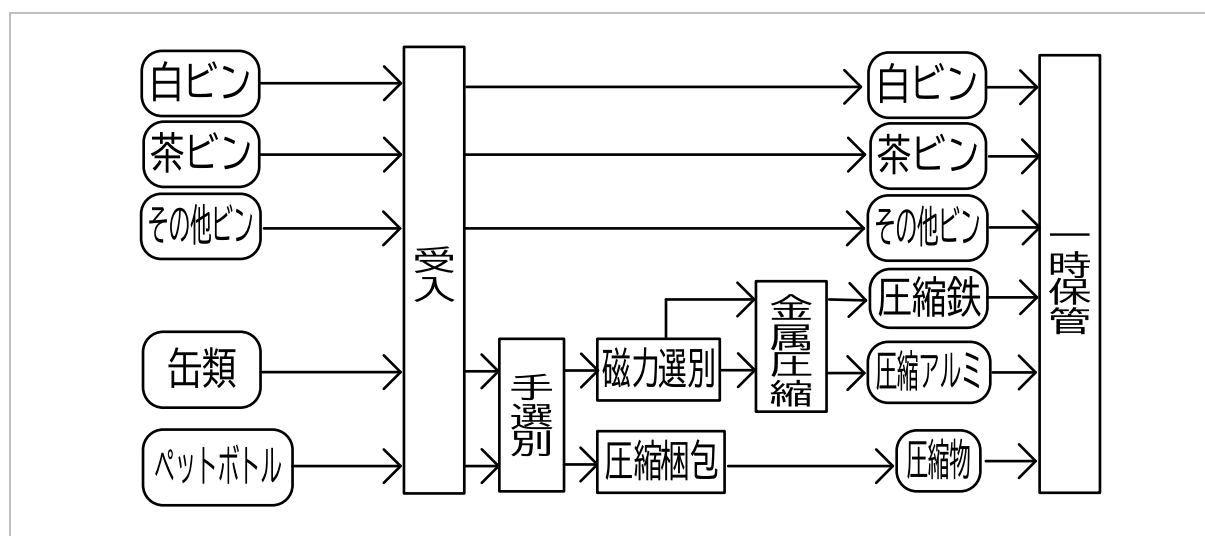 白ビン
茶ビン
その他ビン
缶類
ペットボトル
受入
手選別
磁力選別
圧縮梱包
金属圧縮
白ビン
茶ビン
その他ビン
圧縮鉄
圧縮アルミ
圧縮物
一時保管